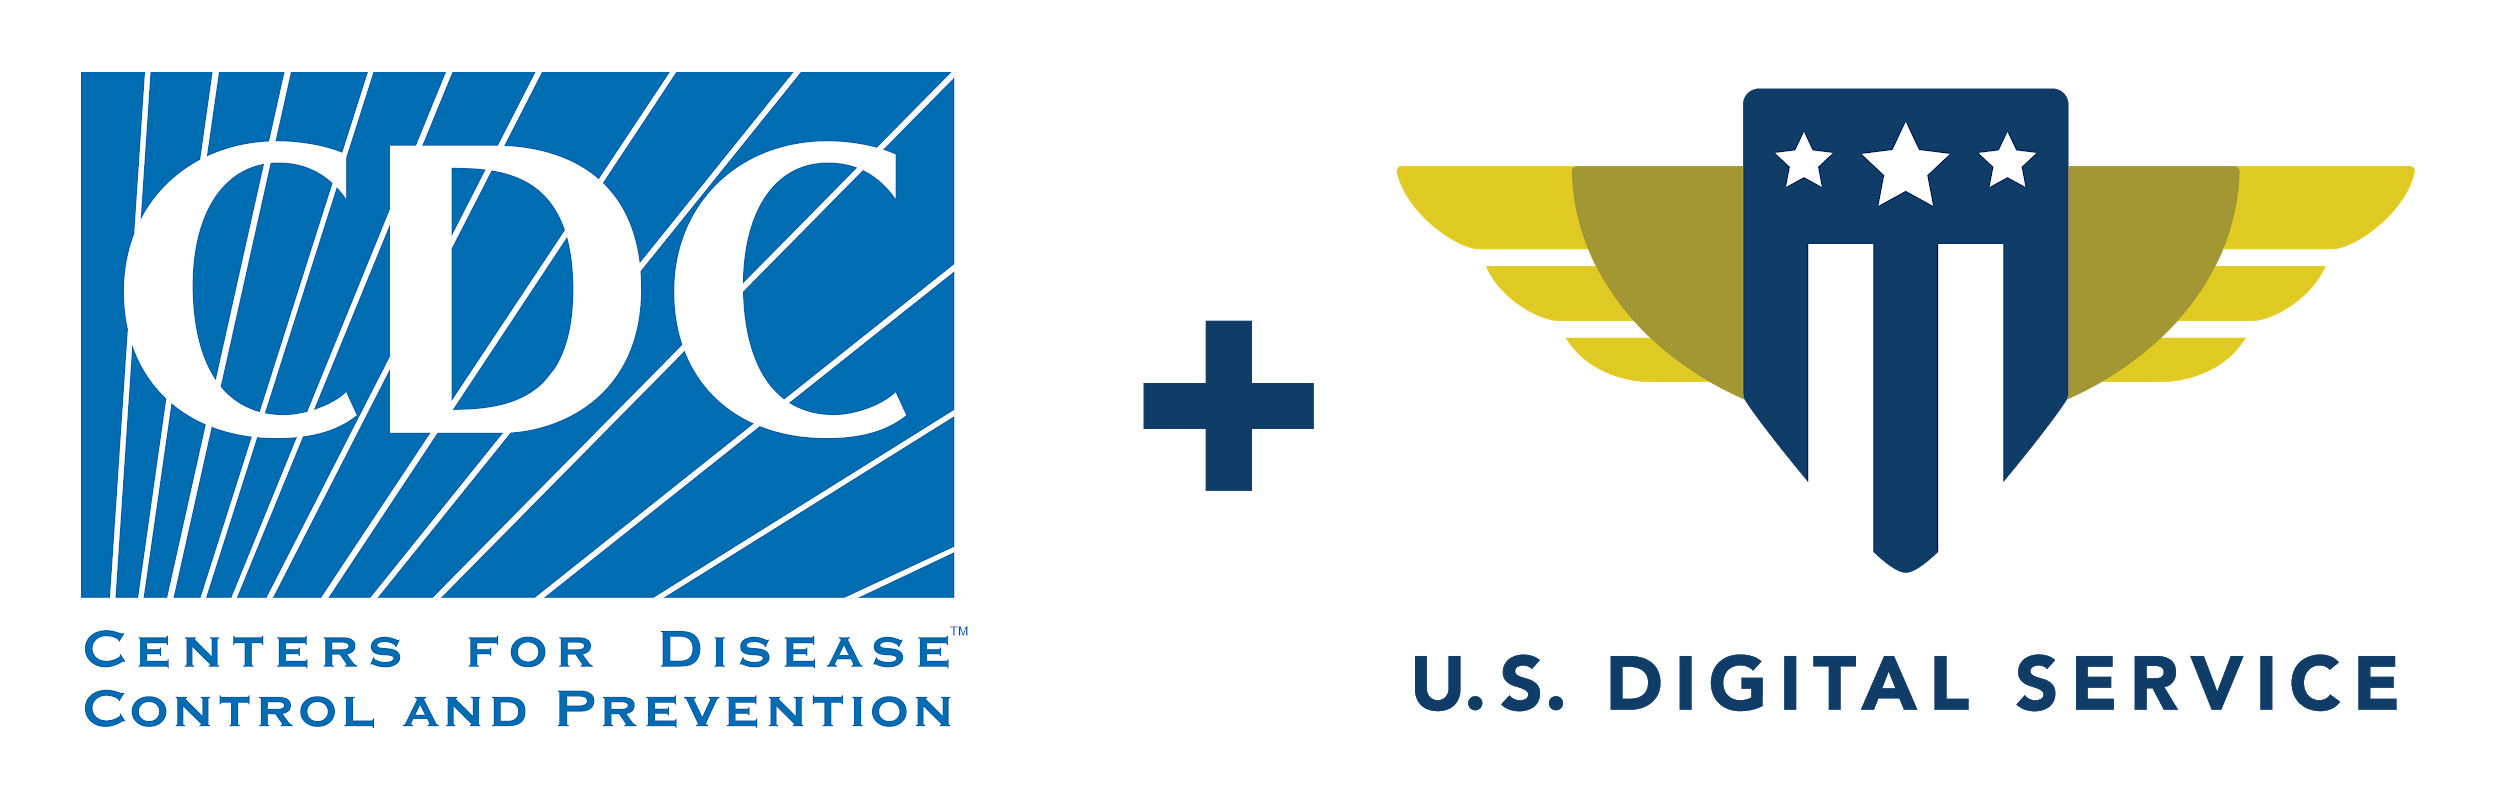 CDC
CENTERS FOR DISEASE™
CONTROL AND PREVENTION
+
U.S. DIGITAL SERVICE